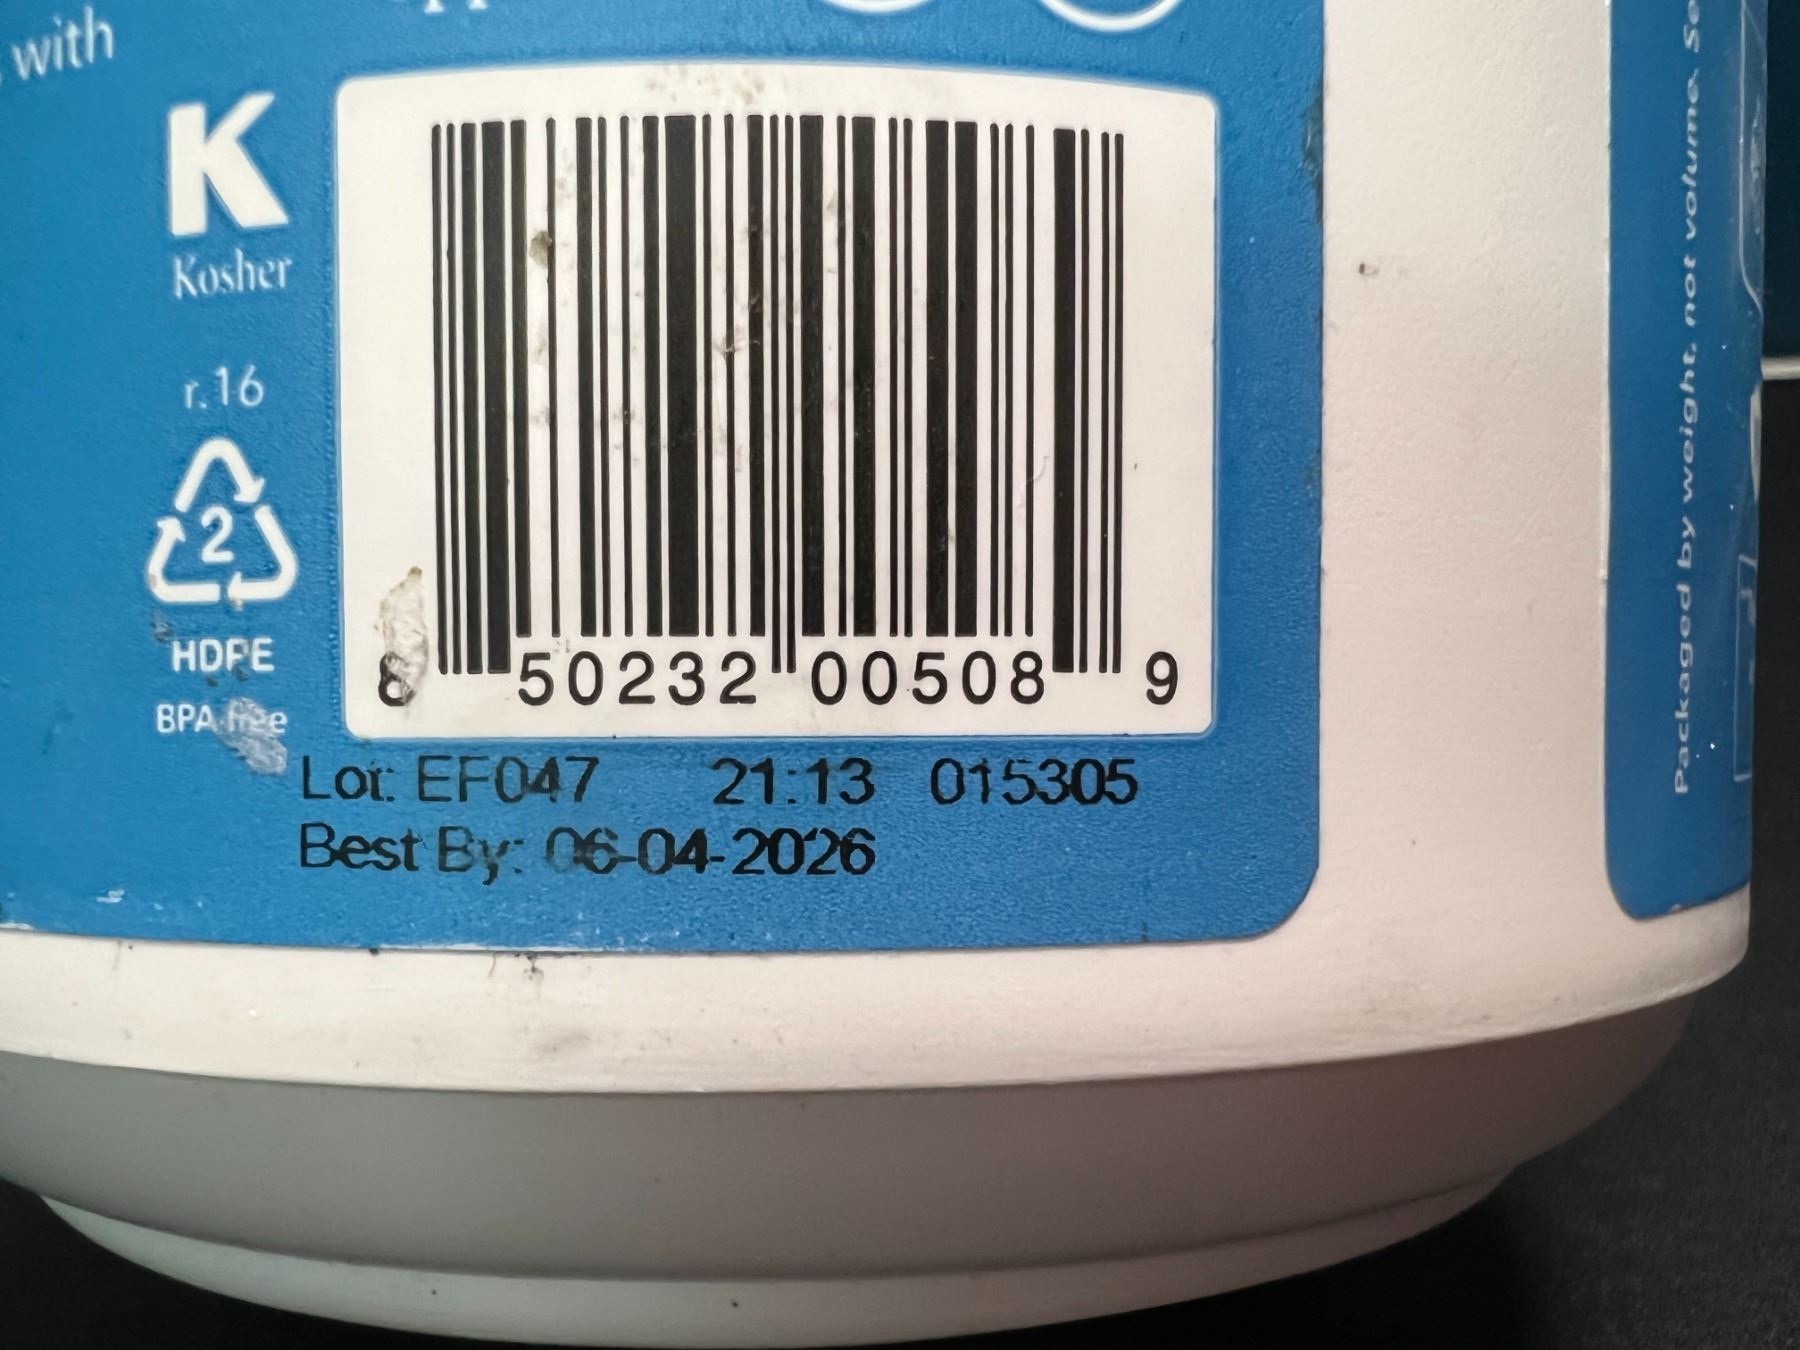 with
K
Kosher
r.16
2
HDPE
BPA free
8 50232 00508 9
Lot: EF047 21:13 015305
Best By: 06-04-2026
Packaged by weight, not volume.